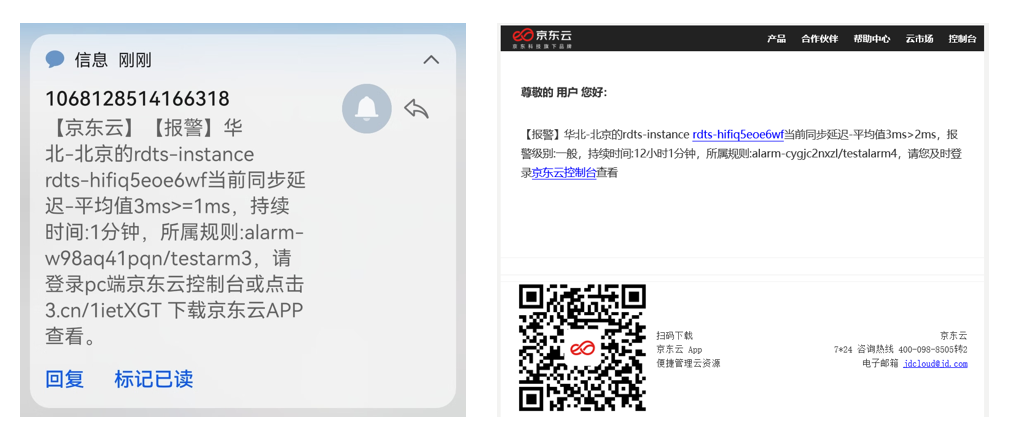 信息 刚刚
1068128514166318
【京东云】【报警】华
北-北京的rdts-instance
rdts-hifiq5eoe6wf当前同步延
迟-平均值3ms>=1ms，持续
时间:1分钟，所属规则:alarm-
w98aq41pqn/testarm3，请
登录pc端京东云控制台或点击
3.cn/1ietXGT 下载京东云APP
查看。
回复 标记已读
京东云
京东科技旗下品牌
产品 合作伙伴 帮助中心 云市场 控制台
尊敬的 用户 您好：
【报警】华北-北京的rdts-instance rdts-hifiq5eoe6wf当前同步延迟-平均值3ms>2ms，报
警级别:一般，持续时间:12小时1分钟，所属规则:alarm-cygjc2nxzl/testalarm4，请您及时登
录京东云控制台查看
扫码下载
京东云 App
便捷管理云资源
京东云
7*24 咨询热线 400-098-8505转2
电子邮箱 jdcloud@jd.com